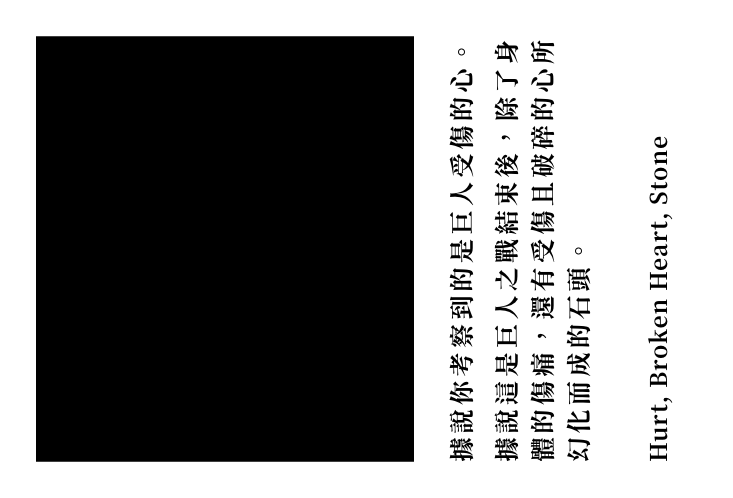 據說你考察到的是巨人受傷的心。
據說這是巨人之戰結束後，除了身
體的傷痛，還有受傷且破碎的心所
幻化而成的石頭。
Hurt, Broken Heart, Stone